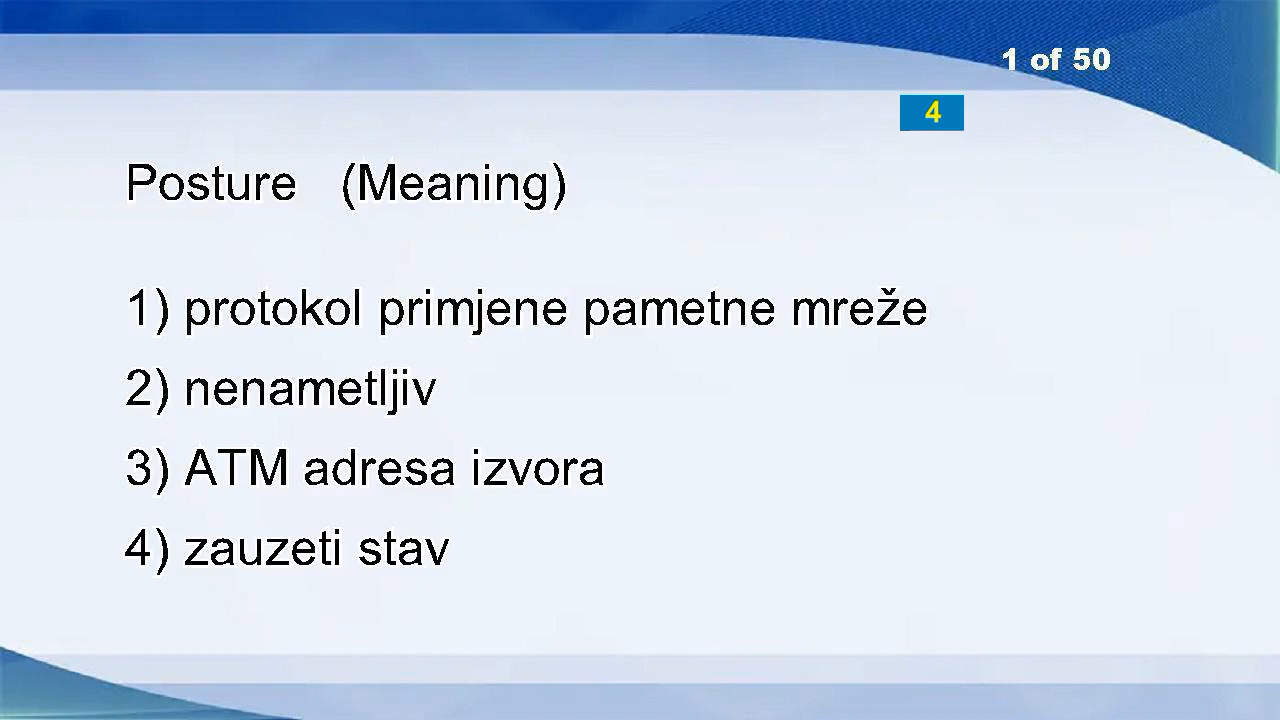 1 of 50
4
Posture (Meaning)
1) protokol primjene pametne mreže
2) nenametljiv
3) ATM adresa izvora
4) zauzeti stav